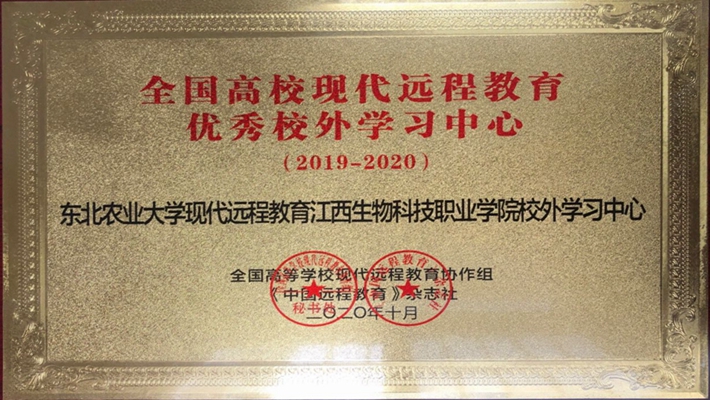 全国高校现代远程教育
优秀校外学习中心
（2019-2020）
东北农业大学现代远程教育江西生物科技职业学院校外学习中心
全国高等学校现代远程教育协作组
《中国远程教育》杂志社
二〇二〇年十月
秘书处